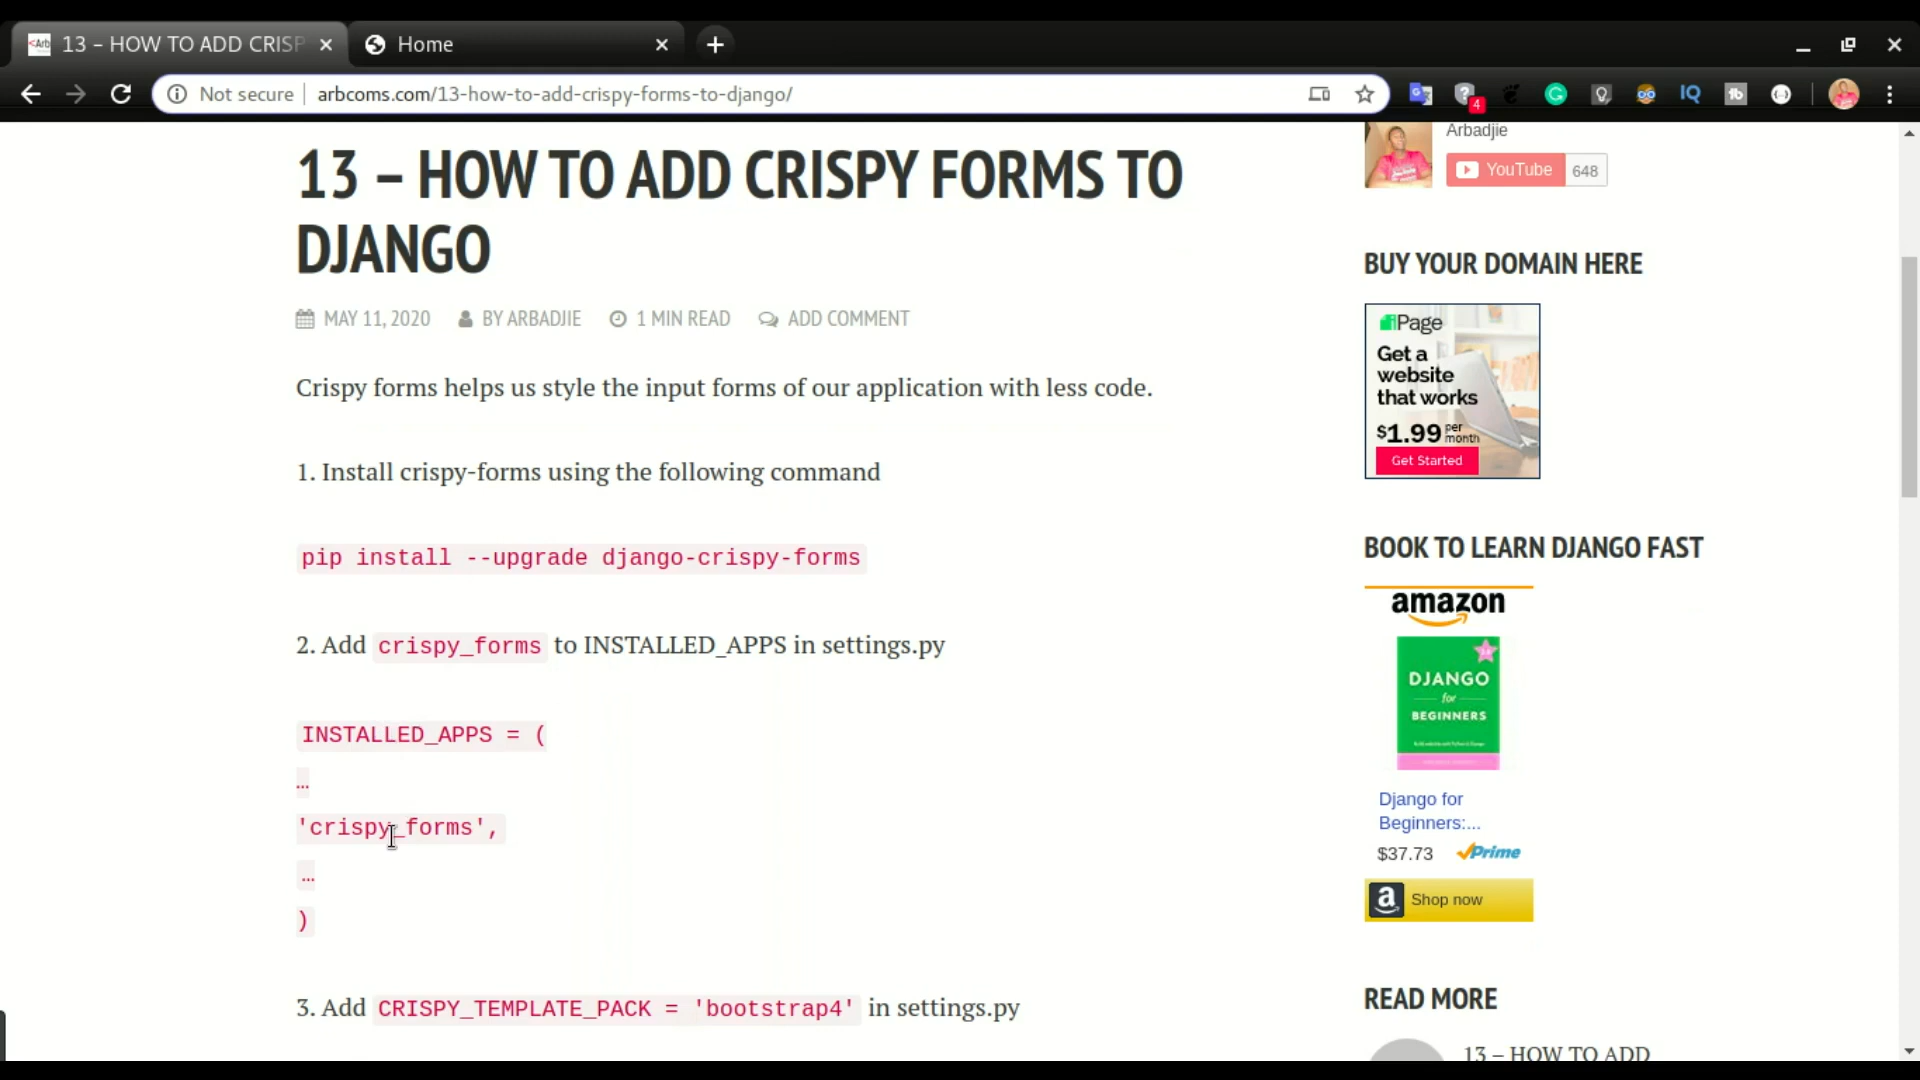 <Arb
13 – HOW TO ADD CRISP
Home
Not secure
arbcoms.com/13-how-to-add-crispy-forms-to-django/
4
IQ
13 – HOW TO ADD CRISPY FORMS TO
DJANGO
MAY 11, 2020
BY ARBADJIE
1 MIN READ
ADD COMMENT
Crispy forms helps us style the input forms of our application with less code.
1. Install crispy-forms using the following command
pip install --upgrade django-crispy-forms
2. Add crispy_forms to INSTALLED_APPS in settings.py
INSTALLED_APPS = (
…
'crispy_forms',
…
)
3. Add CRISPY_TEMPLATE_PACK = 'bootstrap4' in settings.py
Arbadjie
YouTube 648
BUY YOUR DOMAIN HERE
iPage
Get a
website
that works
$1.99 per month
Get Started
BOOK TO LEARN DJANGO FAST
amazon
DJANGO
for
BEGINNERS
Django for
Beginners:...
$37.73 Prime
a Shop now
READ MORE
13 – HOW TO ADD